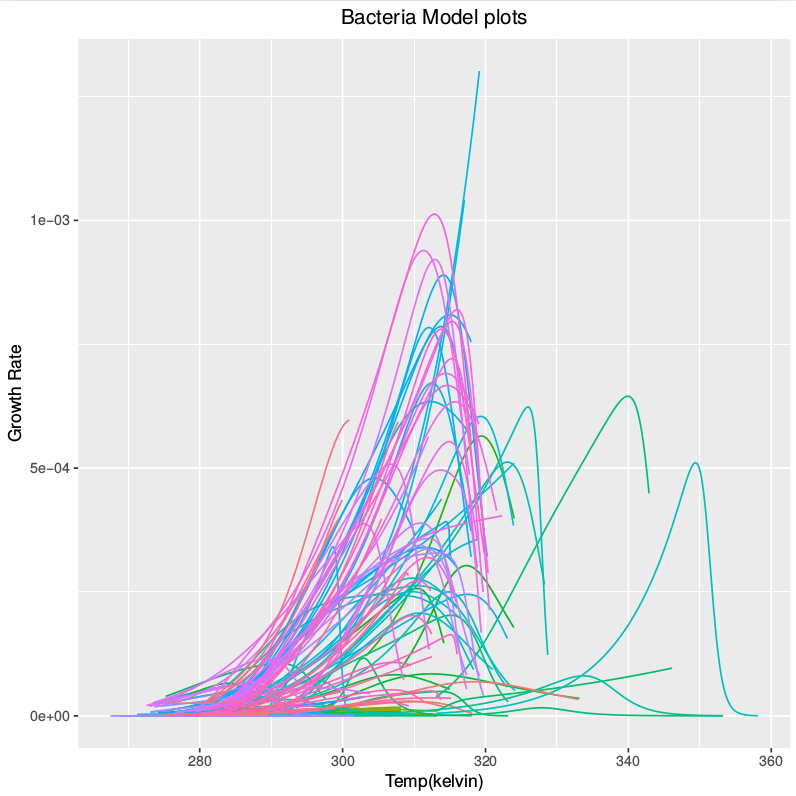 Bacteria Model plots
Growth Rate
1e−03
5e−04
0e+00
280 300 320 340 360
Temp(kelvin)